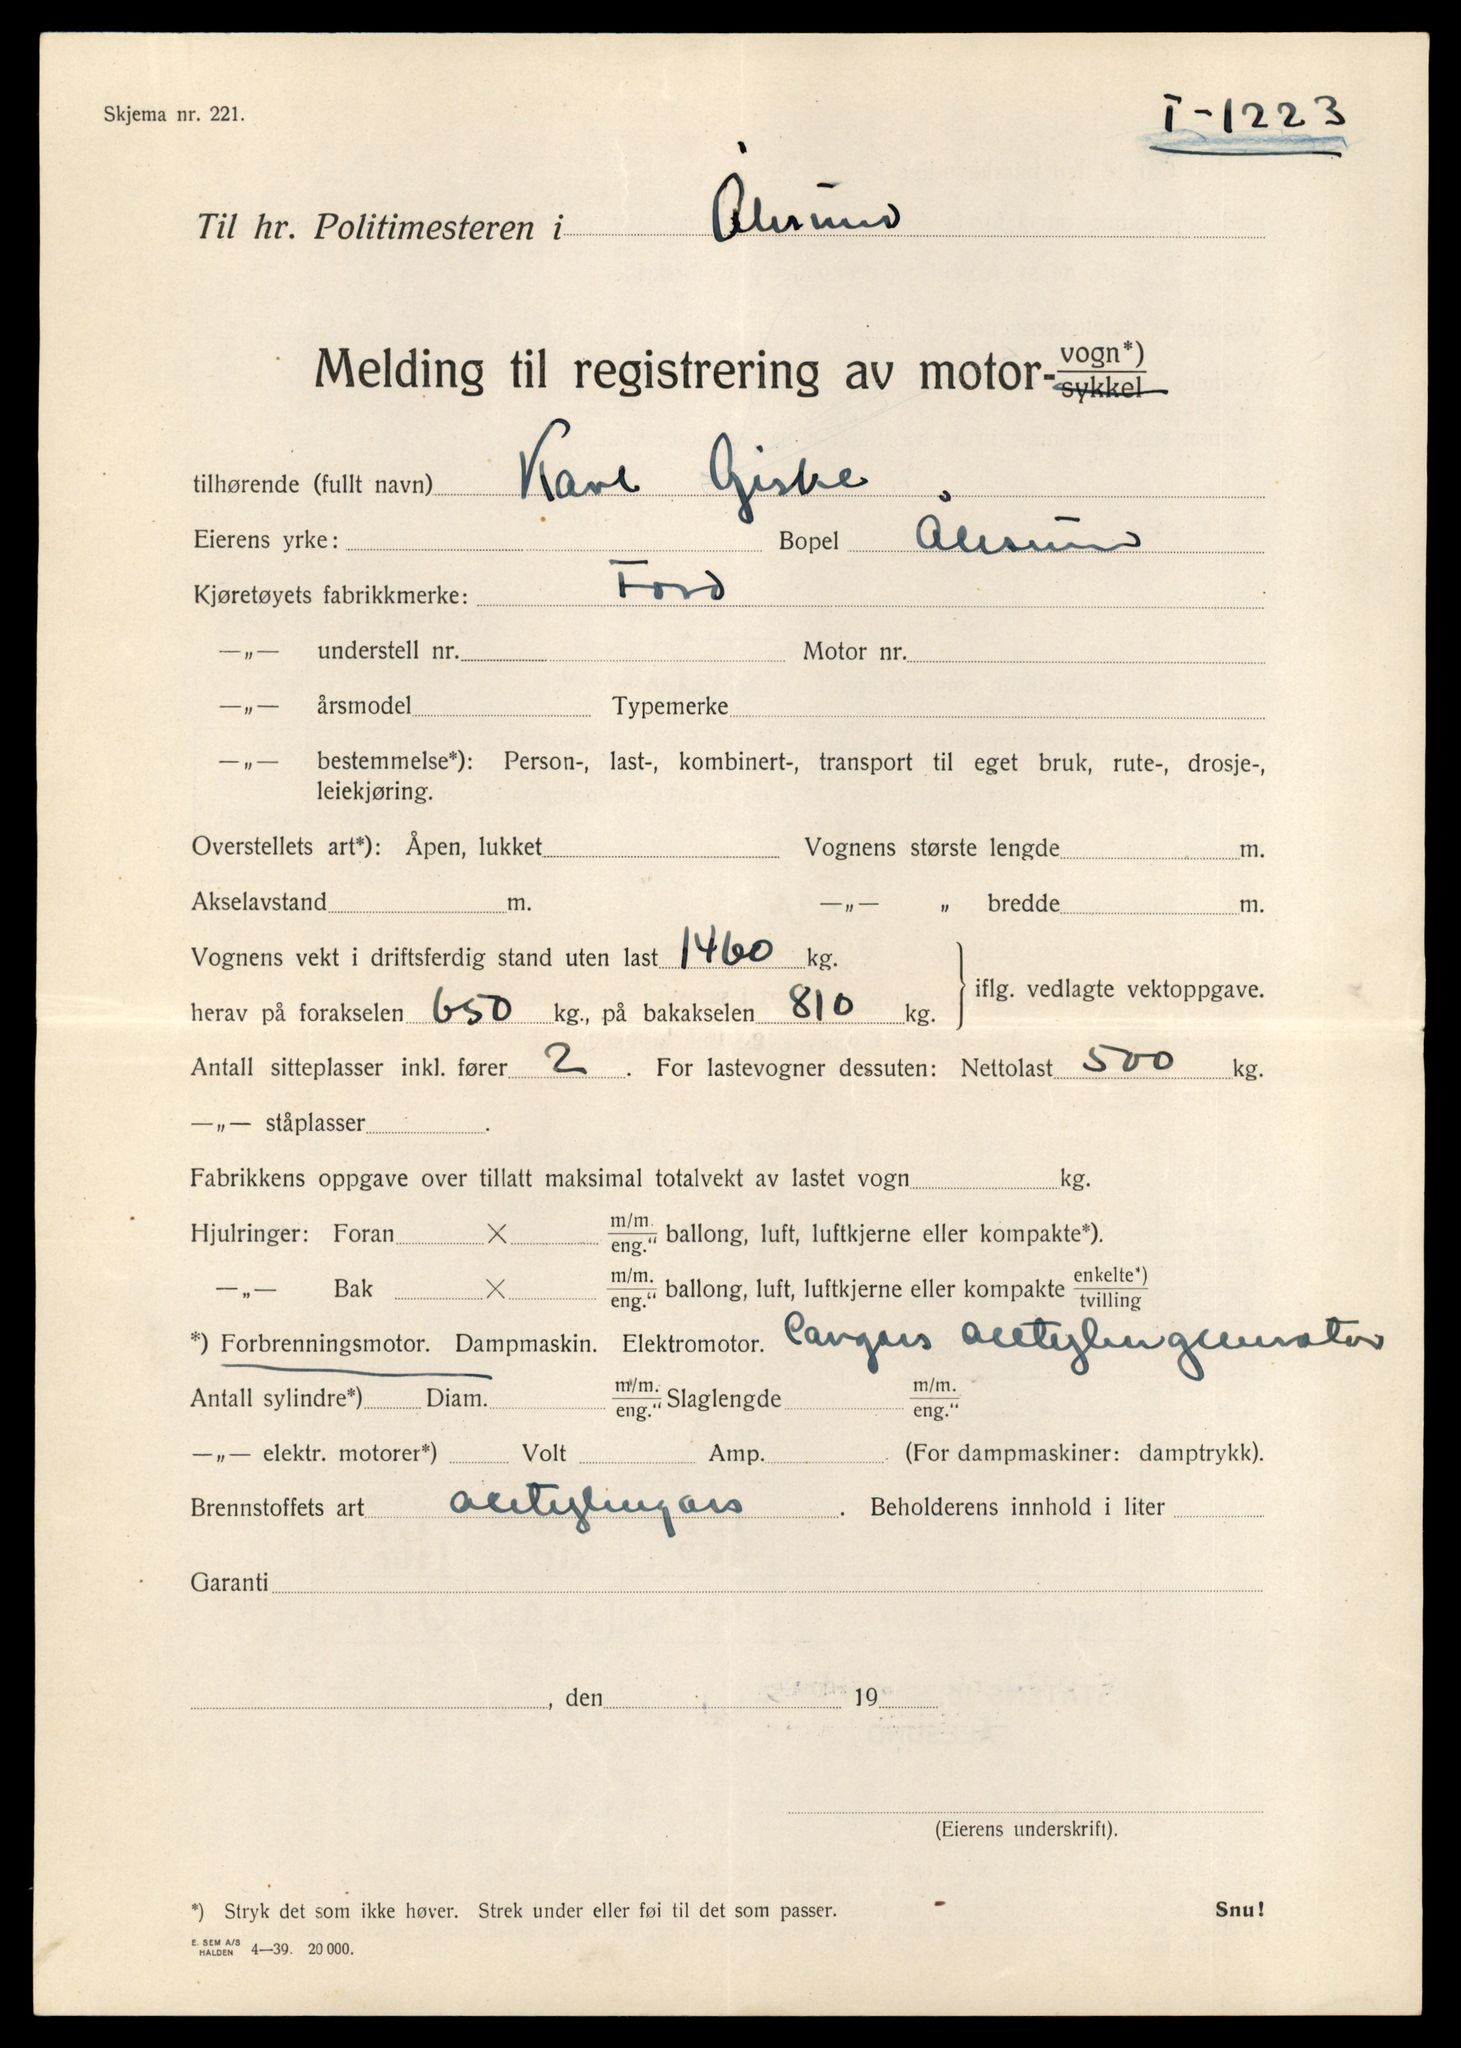 Skjema nr. 221.
T-1223
Til hr. Politimesteren i Ålesund
Melding til registrering av motor-vogn*)
sykkel
tilhørende (fullt navn) Karl Giske
Eierens yrke: Bopel Ålesund
Kjøretøyets fabrikkmerke: Ford
—„— understell nr. Motor nr.
—„— årsmodel Typemerke
—„— bestemmelse*): Person-, last-, kombinert-, transport til eget bruk, rute-, drosje-,
leiekjøring.
Overstellets art*): Åpen, lukket Vognens største lengde m.
Akselavstand m. —„— „ bredde m.
Vognens vekt i driftsferdig stand uten last 1460 kg.
iflg. vedlagte vektoppgave.
herav på forakselen 650 kg., på bakakselen 810 kg.
Antall sitteplasser inkl. fører 2. For lastevogner dessuten: Nettolast 500 kg.
—„— ståplasser .
Fabrikkens oppgave over tillatt maksimal totalvekt av lastet vogn kg.
Hjulringer: Foran × m/m. eng.“ ballong, luft, luftkjerne eller kompakte*).
—„— Bak × m/m. eng.“ ballong, luft, luftkjerne eller kompakte enkelte*) tvilling
*) Forbrenningsmotor. Dampmaskin. Elektromotor. acetylengenerator
Antall sylindre*) Diam. m/m. eng.“ Slaglengde m/m. eng.“
—„— elektr. motorer*) Volt Amp. (For dampmaskiner: damptrykk).
Brennstoffets art acetylengass . Beholderens innhold i liter
Garanti
, den 19
(Eierens underskrift).
*) Stryk det som ikke høver. Strek under eller føi til det som passer. Snu!
E. SEM A/S
HALDEN 4—39. 20 000.